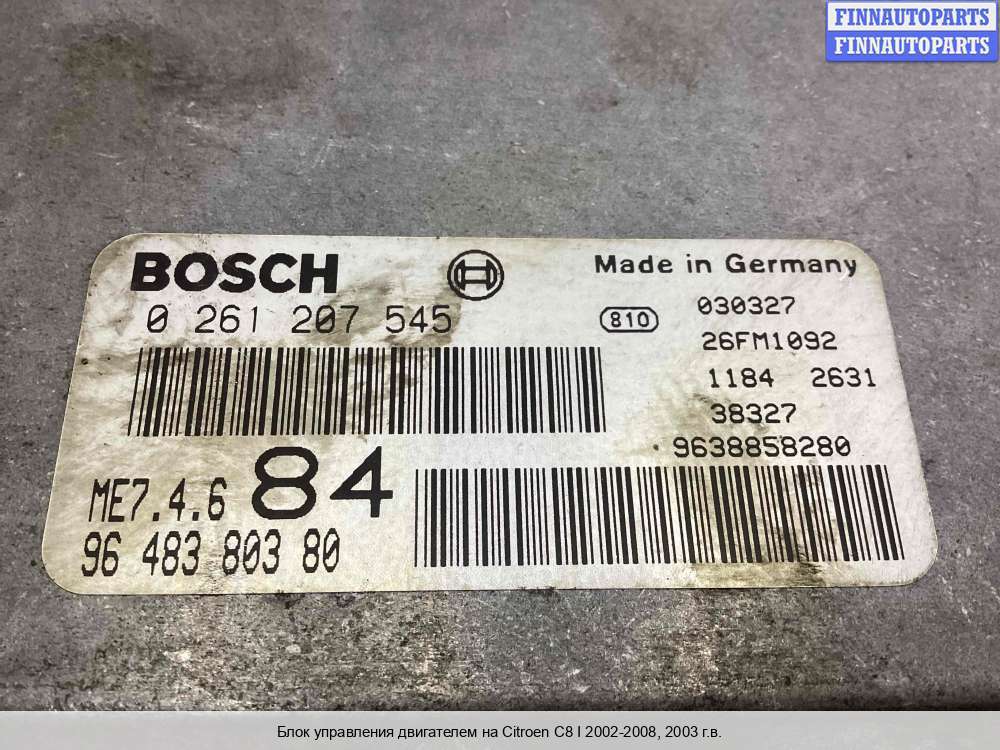 FINNAUTOPARTS
FINNAUTOPARTS
BOSCH
Made in Germany
0 261 207 545
810
030327
26FM1092
1184 2631
38327
9638858280
ME7.4.6
84
96 483 803 80
Блок управления двигателем на Citroen C8 I 2002-2008, 2003 г.в.